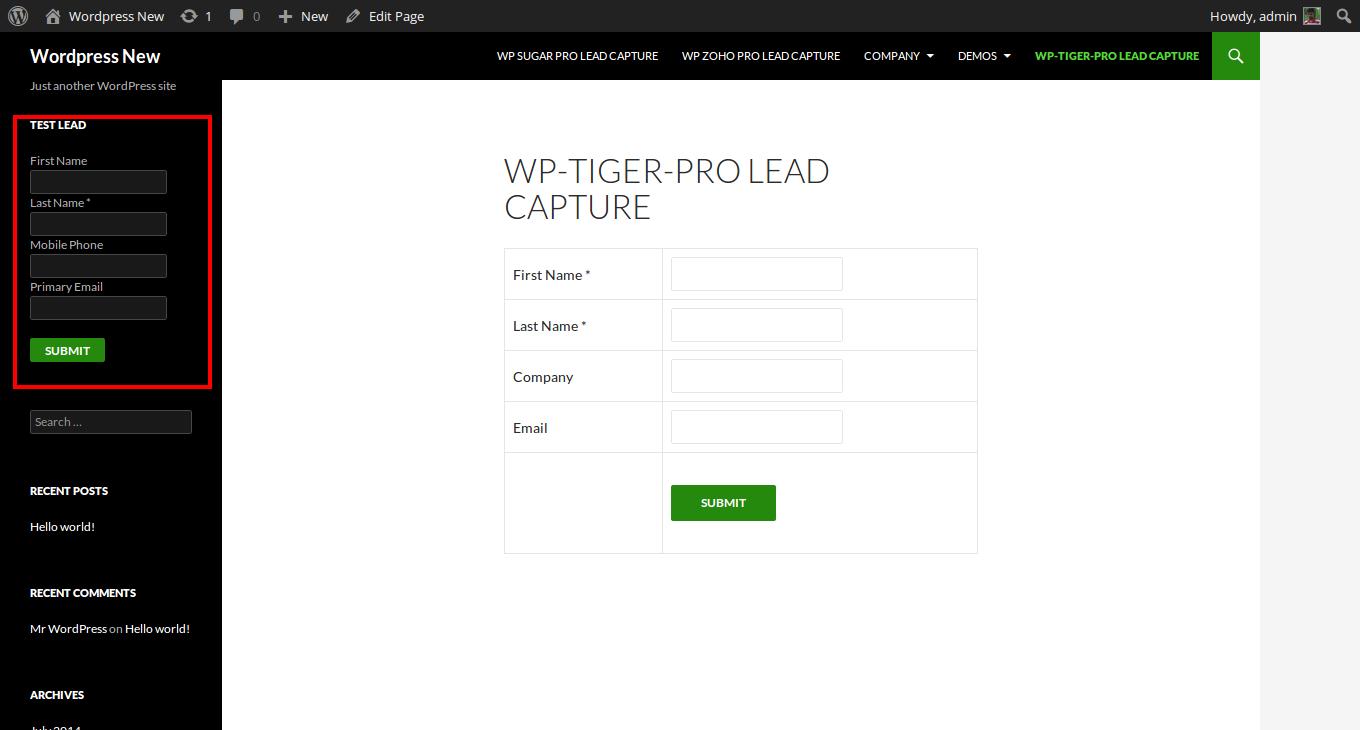 Wordpress New 1 0 New Edit Page Howdy, admin
Wordpress New
WP SUGAR PRO LEAD CAPTURE WP ZOHO PRO LEAD CAPTURE COMPANY DEMOS WP-TIGER-PRO LEAD CAPTURE
Just another WordPress site
TEST LEAD
First Name
Last Name *
Mobile Phone
Primary Email
SUBMIT
Search ...
RECENT POSTS
Hello world!
RECENT COMMENTS
Mr WordPress on Hello world!
ARCHIVES
July 2014
WP-TIGER-PRO LEAD
CAPTURE
First Name *
Last Name *
Company
Email
SUBMIT